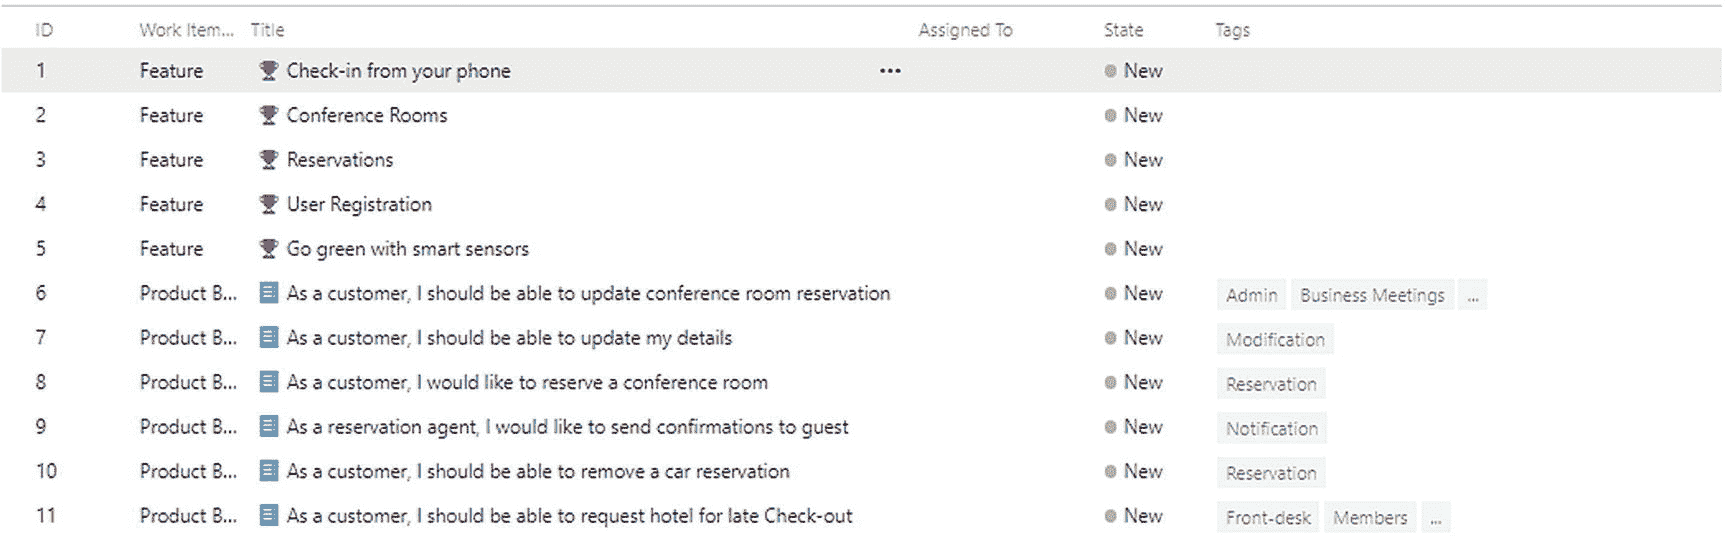 ID Work Item... Title Assigned To State Tags
1 Feature Check-in from your phone ... New
2 Feature Conference Rooms New
3 Feature Reservations New
4 Feature User Registration New
5 Feature Go green with smart sensors New
6 Product B... As a customer, I should be able to update conference room reservation New Admin Business Meetings ...
7 Product B... As a customer, I should be able to update my details New Modification
8 Product B... As a customer, I would like to reserve a conference room New Reservation
9 Product B... As a reservation agent, I would like to send confirmations to guest New Notification
10 Product B... As a customer, I should be able to remove a car reservation New Reservation
11 Product B... As a customer, I should be able to request hotel for late Check-out New Front-desk Members ...